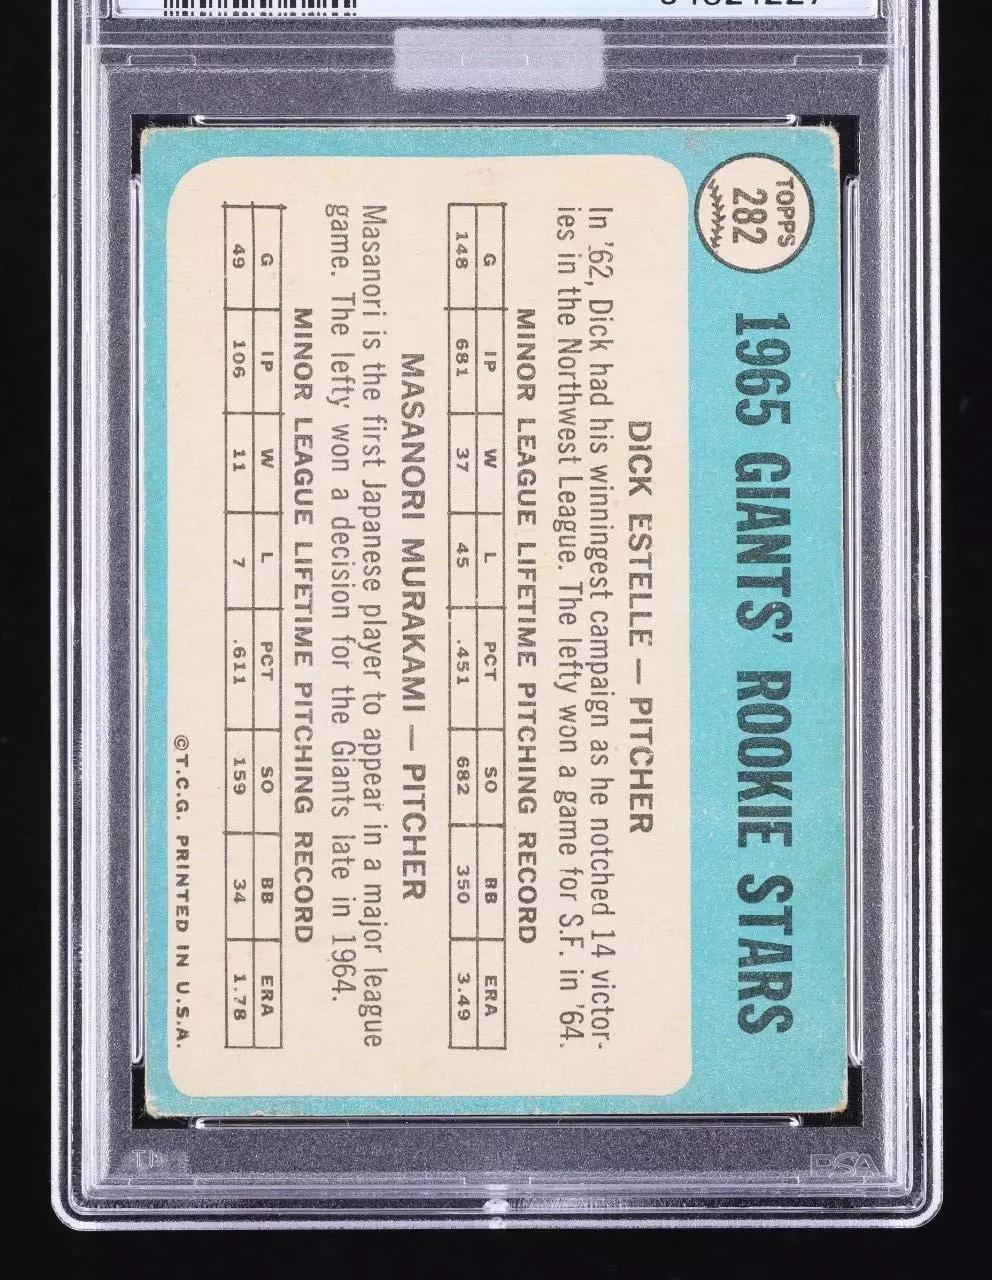 TOPPS
282
1965 GIANTS' ROOKIE STARS
DICK ESTELLE — PITCHER
In '62, Dick had his winningest campaign as he notched 14 victor-
ies in the Northwest League. The lefty won a game for S.F. in '64.
MINOR LEAGUE LIFETIME PITCHING RECORD
G IP W L PCT SO BB ERA
148 681 37 45 .451 682 350 3.49
MASANORI MURAKAMI — PITCHER
Masanori is the first Japanese player to appear in a major league
game. The lefty won a decision for the Giants late in 1964.
MINOR LEAGUE LIFETIME PITCHING RECORD
G IP W L PCT SO BB ERA
49 106 11 7 .611 159 34 1.78
©T.C.G. PRINTED IN U.S.A.
PSA